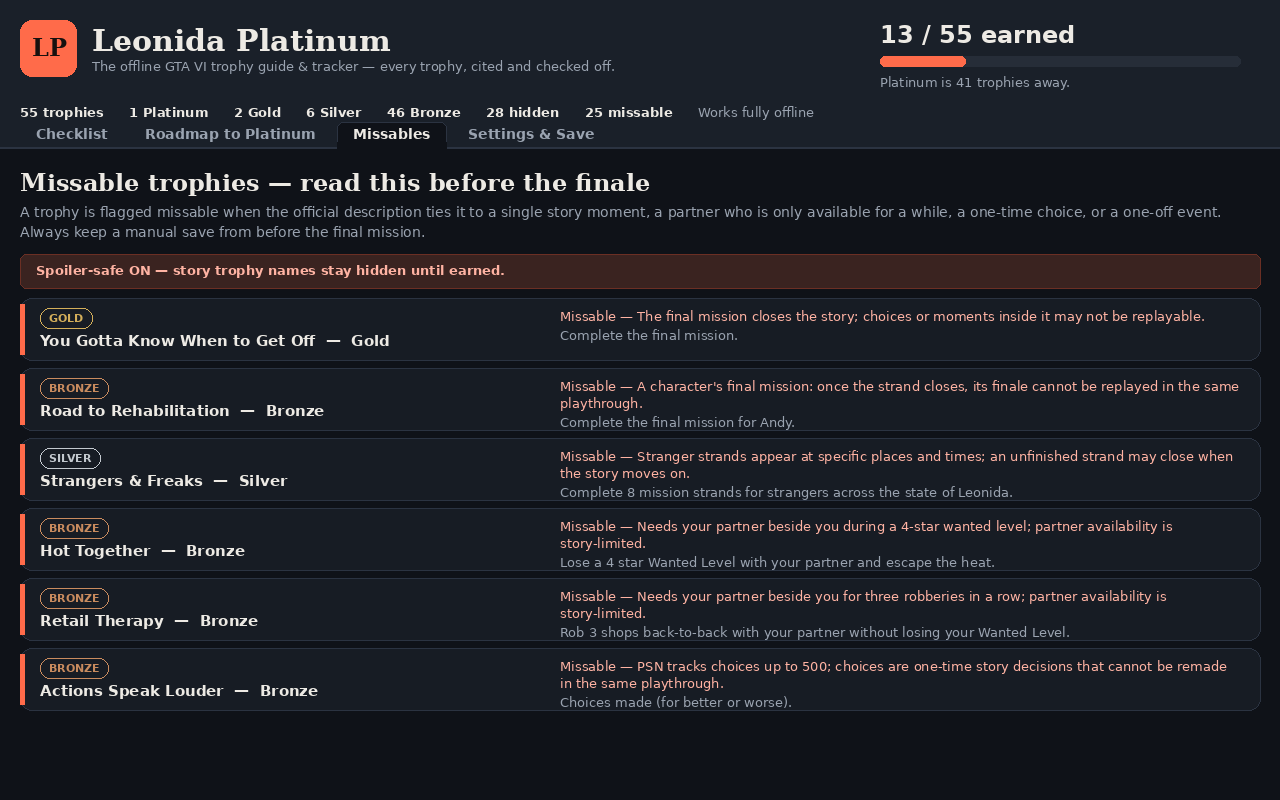 LP
Leonida Platinum
The offline GTA VI trophy guide & tracker — every trophy, cited and checked off.
13 / 55 earned
Platinum is 41 trophies away.
55 trophies 1 Platinum 2 Gold 6 Silver 46 Bronze 28 hidden 25 missable Works fully offline
Checklist Roadmap to Platinum Missables Settings & Save
Missable trophies — read this before the finale
A trophy is flagged missable when the official description ties it to a single story moment, a partner who is only available for a while, a one-time choice, or a one-off event.
Always keep a manual save from before the final mission.
Spoiler-safe ON — story trophy names stay hidden until earned.
GOLD
You Gotta Know When to Get Off — Gold
Missable — The final mission closes the story; choices or moments inside it may not be replayable.
Complete the final mission.
BRONZE
Road to Rehabilitation — Bronze
Missable — A character's final mission: once the strand closes, its finale cannot be replayed in the same
playthrough.
Complete the final mission for Andy.
SILVER
Strangers & Freaks — Silver
Missable — Stranger strands appear at specific places and times; an unfinished strand may close when
the story moves on.
Complete 8 mission strands for strangers across the state of Leonida.
BRONZE
Hot Together — Bronze
Missable — Needs your partner beside you during a 4-star wanted level; partner availability is
story-limited.
Lose a 4 star Wanted Level with your partner and escape the heat.
BRONZE
Retail Therapy — Bronze
Missable — Needs your partner beside you for three robberies in a row; partner availability is
story-limited.
Rob 3 shops back-to-back with your partner without losing your Wanted Level.
BRONZE
Actions Speak Louder — Bronze
Missable — PSN tracks choices up to 500; choices are one-time story decisions that cannot be remade
in the same playthrough.
Choices made (for better or worse).